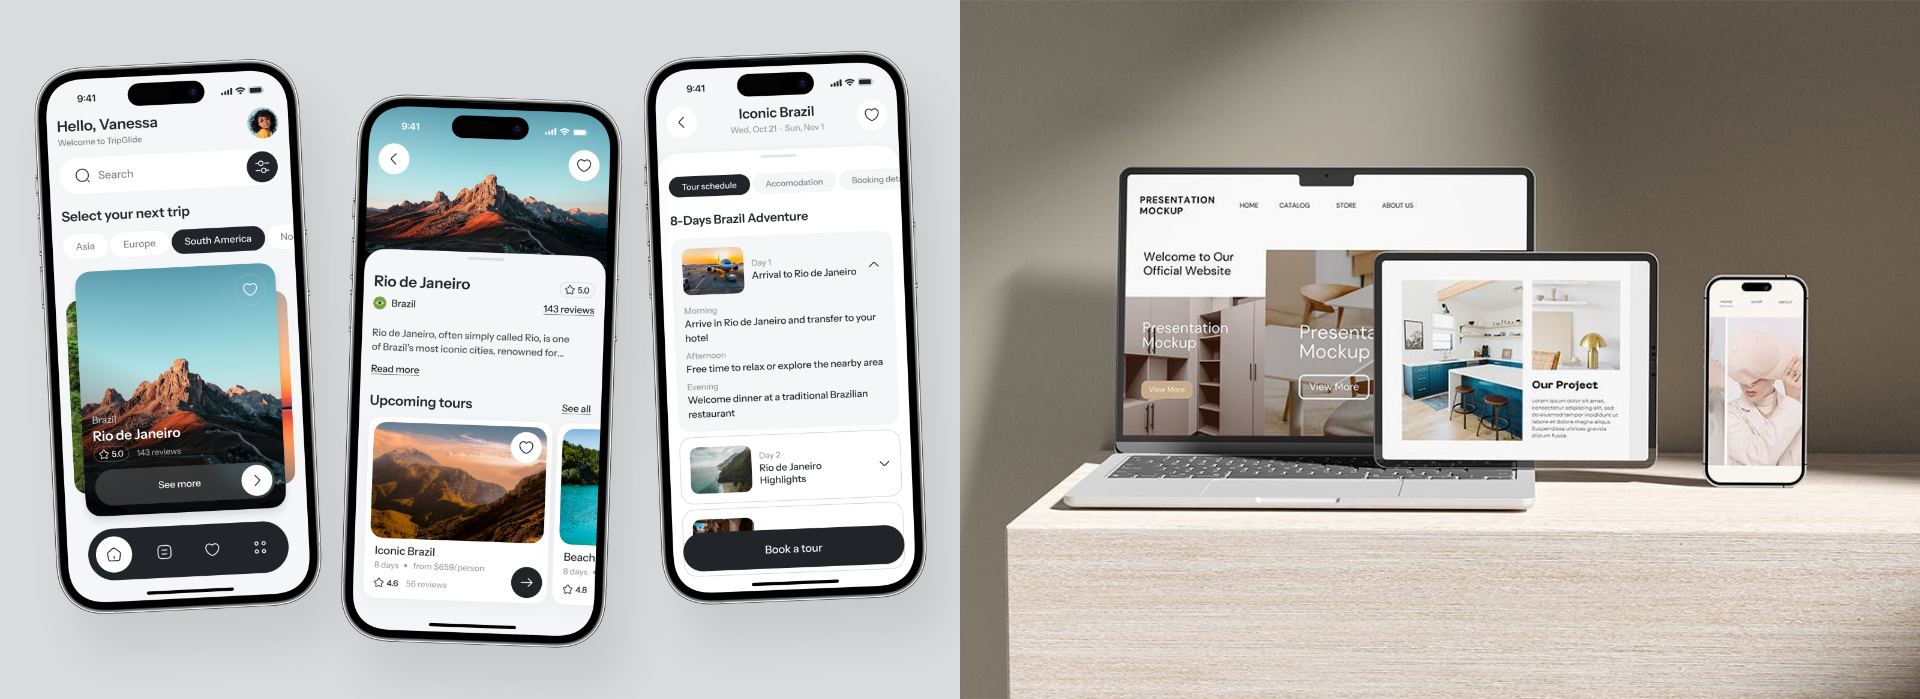 9:41
Hello, Vanessa
Welcome to TripGlide
Search
Select your next trip
Asia
Europe
South America
No
Brazil
Rio de Janeiro
5.0
143 reviews
See more
9:41
Rio de Janeiro
5.0
Brazil
143 reviews
Rio de Janeiro, often simply called Rio, is one
of Brazil's most iconic cities, renowned for...
Read more
Upcoming tours
See all
Iconic Brazil
8 days • from $659/person
4.6 56 reviews
Beach
8 days •
4.8
9:41
Iconic Brazil
Wed, Oct 21 - Sun, Nov 1
Tour schedule
Accomodation
Booking deta
8-Days Brazil Adventure
Day 1
Arrival to Rio de Janeiro
Morning
Arrive in Rio de Janeiro and transfer to your
hotel
Afternoon
Free time to relax or explore the nearby area
Evening
Welcome dinner at a traditional Brazilian
restaurant
Day 2
Rio de Janeiro
Highlights
Book a tour
PRESENTATION
MOCKUP
HOME
CATALOG
STORE
ABOUT US
Welcome to Our
Official Website
Presentation
Mockup
View More
Presenta
Mockup
View More
Our Project
Lorem ipsum dolor sit amet,
consectetur adipiscing elit, sed
do eiusmod tempor incididunt ut
labore et dolore magna aliqua.
Suspendisse ultrices gravida
dictum fusce.
HOME
SHOP
ABOUT